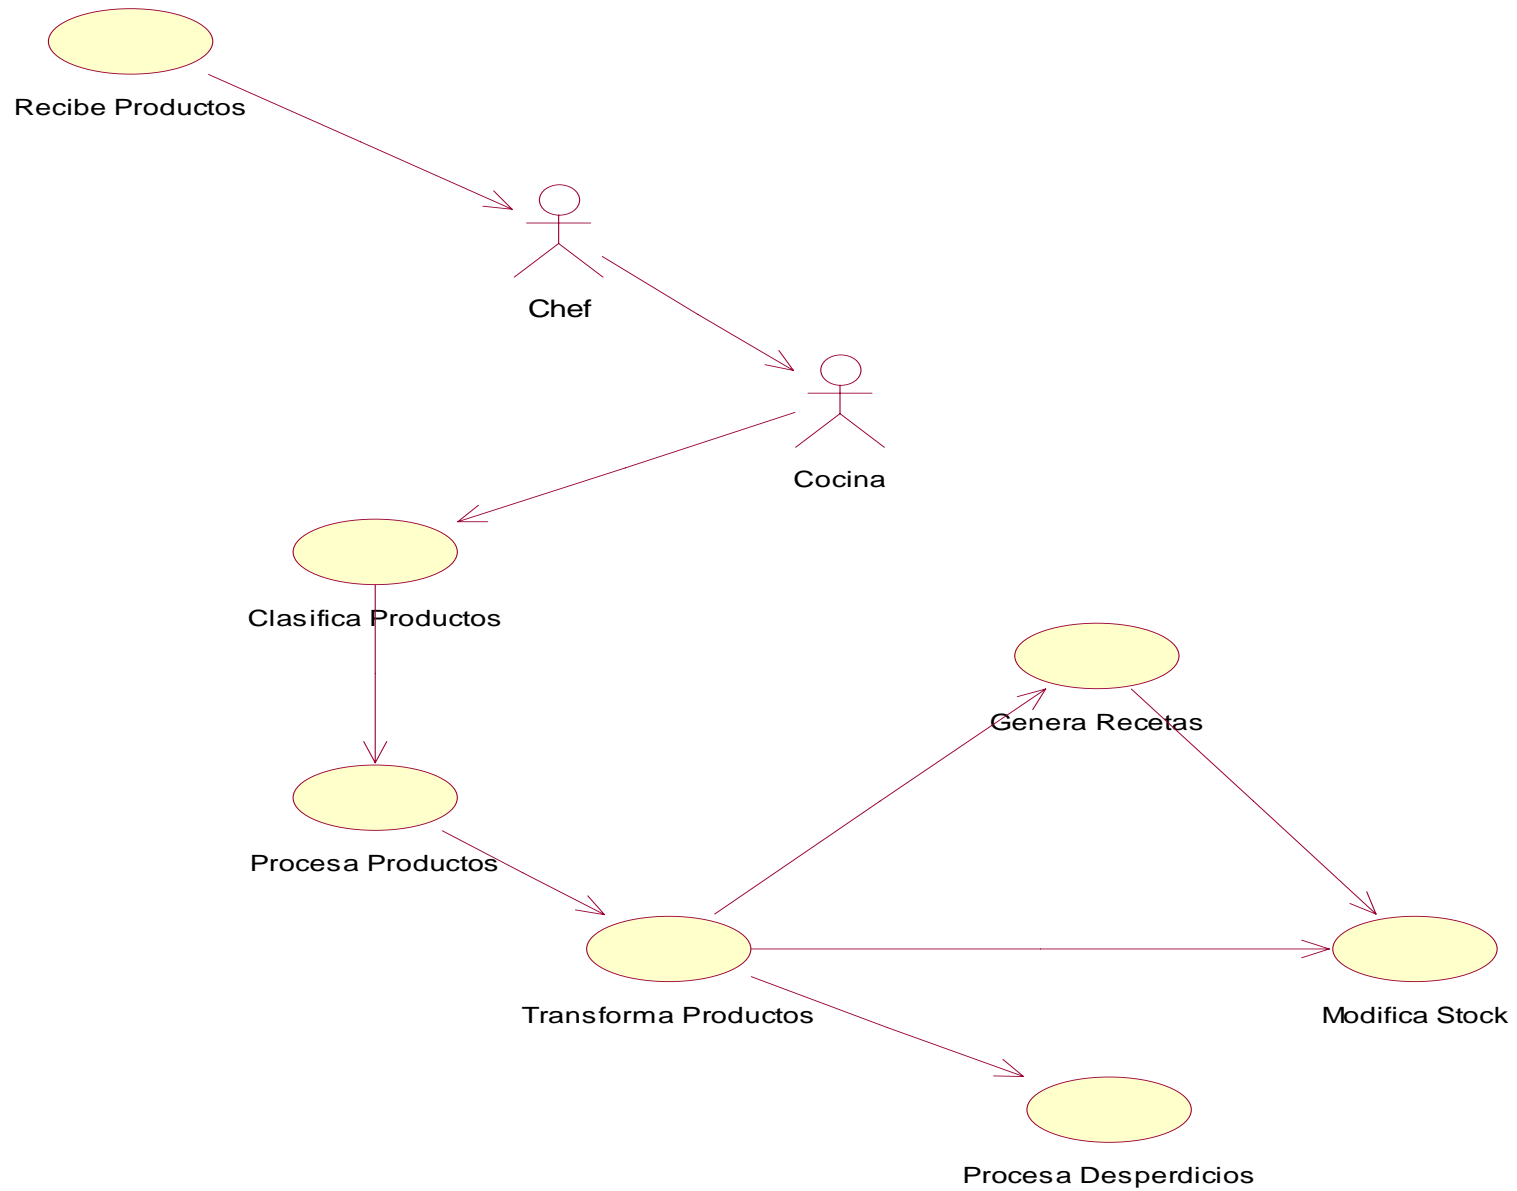 Recibe Productos
Chef
Cocina
Clasifica Productos
Genera Recetas
Procesa Productos
Transforma Productos
Modifica Stock
Procesa Desperdicios